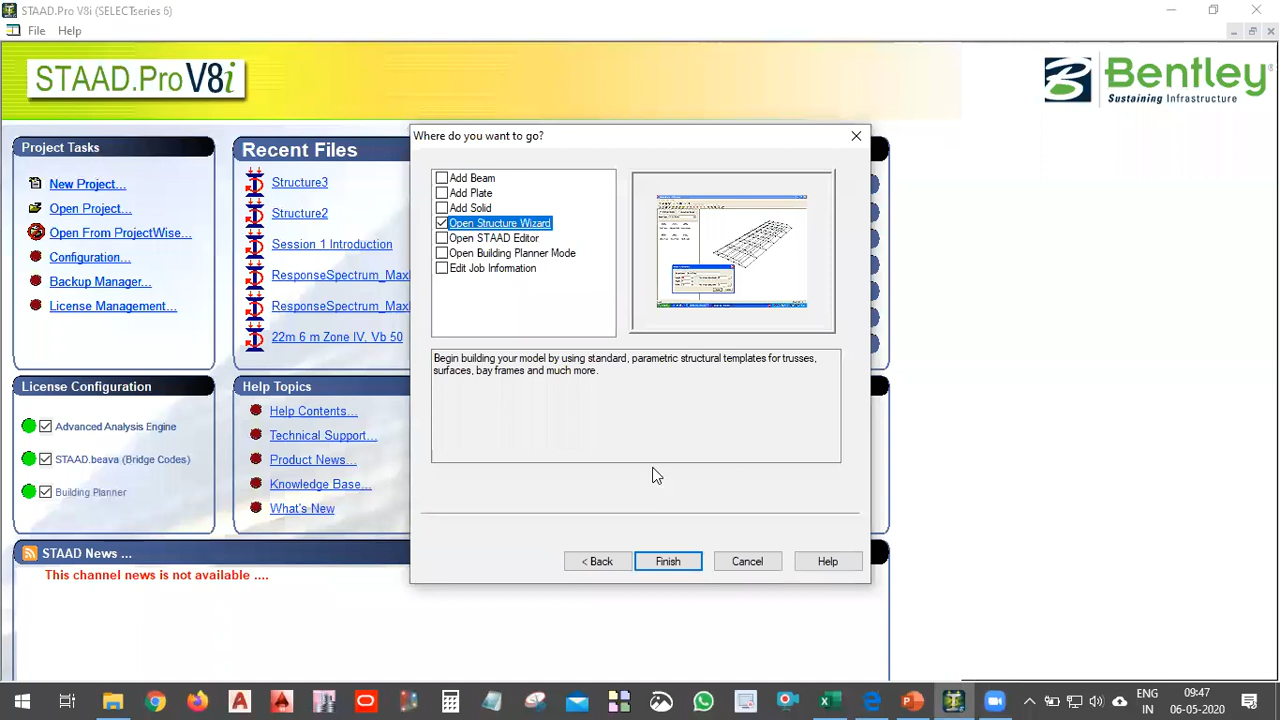 STAAD.Pro V8i (SELECTseries 6)
File Help
STAAD.Pro V8i
Bentley®
Sustaining Infrastructure
Project Tasks
New Project...
Open Project...
Open From ProjectWise...
Configuration...
Backup Manager...
License Management...
Recent Files
Structure3
Structure2
Session 1 Introduction
ResponseSpectrum_Max
ResponseSpectrum_Max
22m 6 m Zone IV, Vb 50
Where do you want to go?
Add Beam
Add Plate
Add Solid
Open Structure Wizard
Open STAAD Editor
Open Building Planner Mode
Edit Job Information
Begin building your model by using standard, parametric structural templates for trusses,
surfaces, bay frames and much more.
< Back Finish Cancel Help
License Configuration
Advanced Analysis Engine
STAAD.beava (Bridge Codes)
Building Planner
Help Topics
Help Contents...
Technical Support...
Product News...
Knowledge Base...
What's New
STAAD News ...
This channel news is not available ....
ENG
IN
09:47
06-05-2020